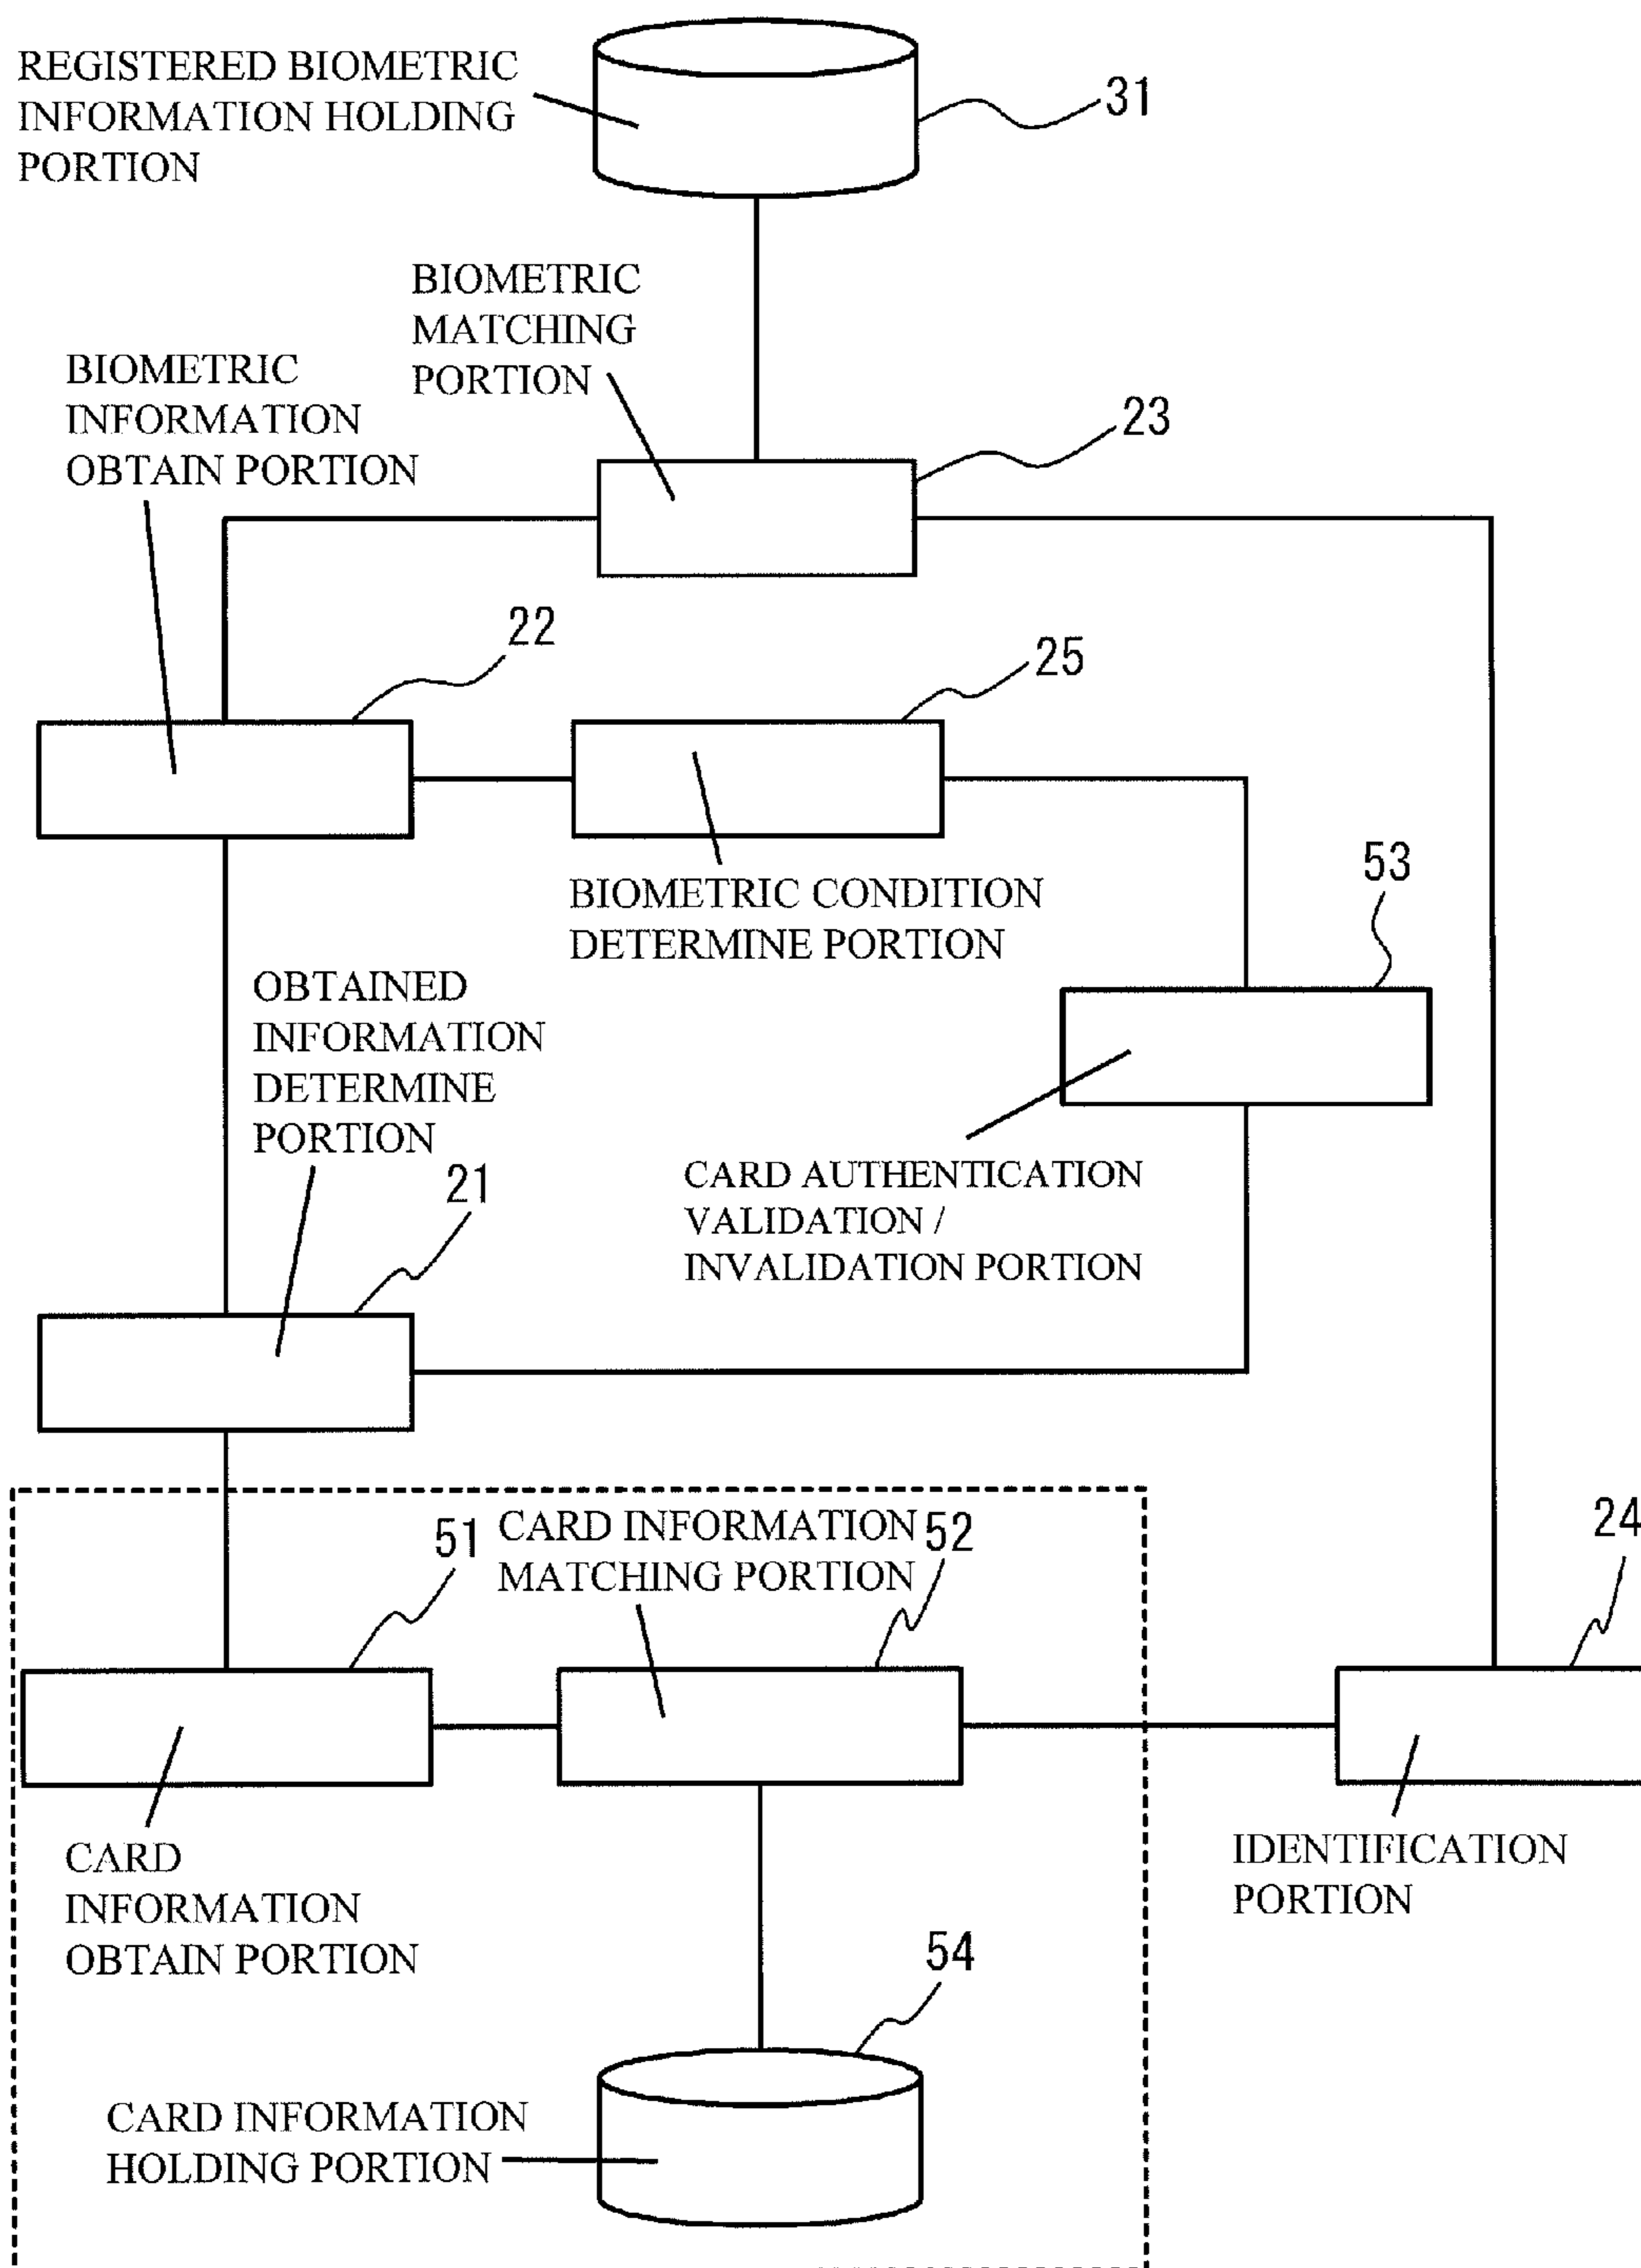 REGISTERED BIOMETRIC
INFORMATION HOLDING
PORTION
31
BIOMETRIC
MATCHING
PORTION
23
BIOMETRIC
INFORMATION
OBTAIN PORTION
22
25
BIOMETRIC CONDITION
DETERMINE PORTION
53
OBTAINED
INFORMATION
DETERMINE
PORTION
21
CARD AUTHENTICATION
VALIDATION /
INVALIDATION PORTION
51
CARD INFORMATION
MATCHING PORTION
52
24
CARD
INFORMATION
OBTAIN PORTION
IDENTIFICATION
PORTION
54
CARD INFORMATION
HOLDING PORTION